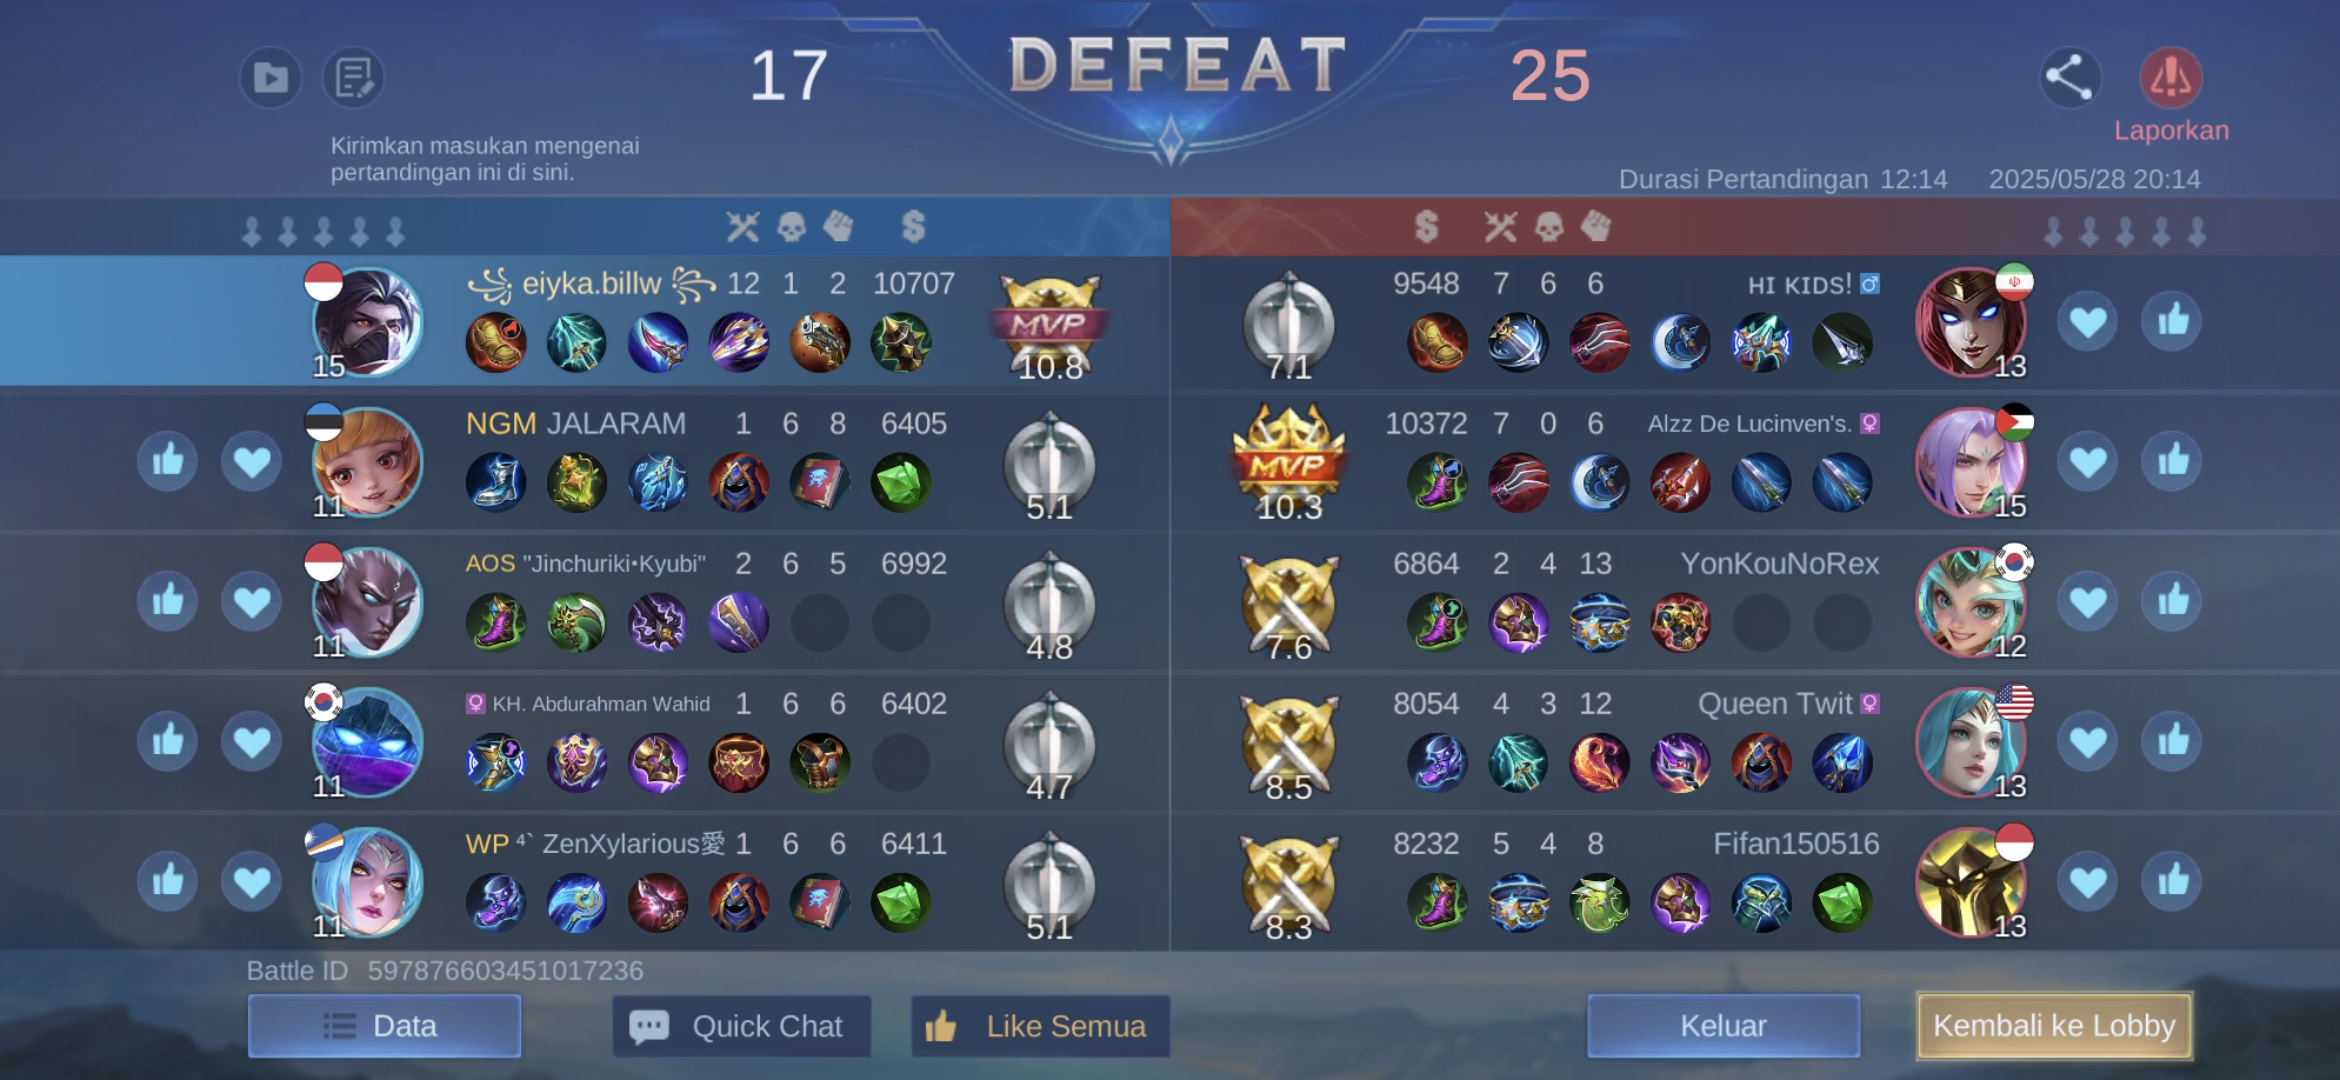 17
DEFEAT
25
Laporkan
Kirimkan masukan mengenai
pertandingan ini di sini.
Durasi Pertandingan 12:14 2025/05/28 20:14
eiyka.billw 12 1 2 10707
MVP
10.8
15
9548 7 6 6 HI KIDS!
7.1
13
NGM JALARAM 1 6 8 6405
5.1
11
10372 7 0 6 Alzz De Lucinven's.
MVP
10.3
15
AOS "Jinchuriki•Kyubi" 2 6 5 6992
4.8
11
6864 2 4 13 YonKouNoRex
7.6
12
KH. Abdurahman Wahid 1 6 6 6402
4.7
11
8054 4 3 12 Queen Twit
8.5
13
WP ⁴` ZenXylarious愛 1 6 6 6411
5.1
11
8232 5 4 8 Fifan150516
8.3
13
Battle ID 597876603451017236
Data
Quick Chat
Like Semua
Keluar
Kembali ke Lobby